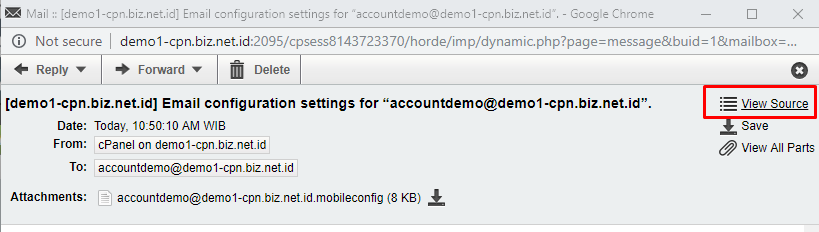 Mail :: [demo1-cpn.biz.net.id] Email configuration settings for “accountdemo@demo1-cpn.biz.net.id”. - Google Chrome
Not secured | demo1-cpn.biz.net.id:2095/cpsess8143723370/horde/imp/dynamic.php?page=message&buid=1&mailbox=...
Reply Forward Delete
[demo1-cpn.biz.net.id] Email configuration settings for “accountdemo@demo1-cpn.biz.net.id”.
View Source
Date: Today, 10:50:10 AM WIB
Save
From: cPanel on demo1-cpn.biz.net.id
View All Parts
To: accountdemo@demo1-cpn.biz.net.id
Attachments: accountdemo@demo1-cpn.biz.net.id.mobileconfig (8 KB)